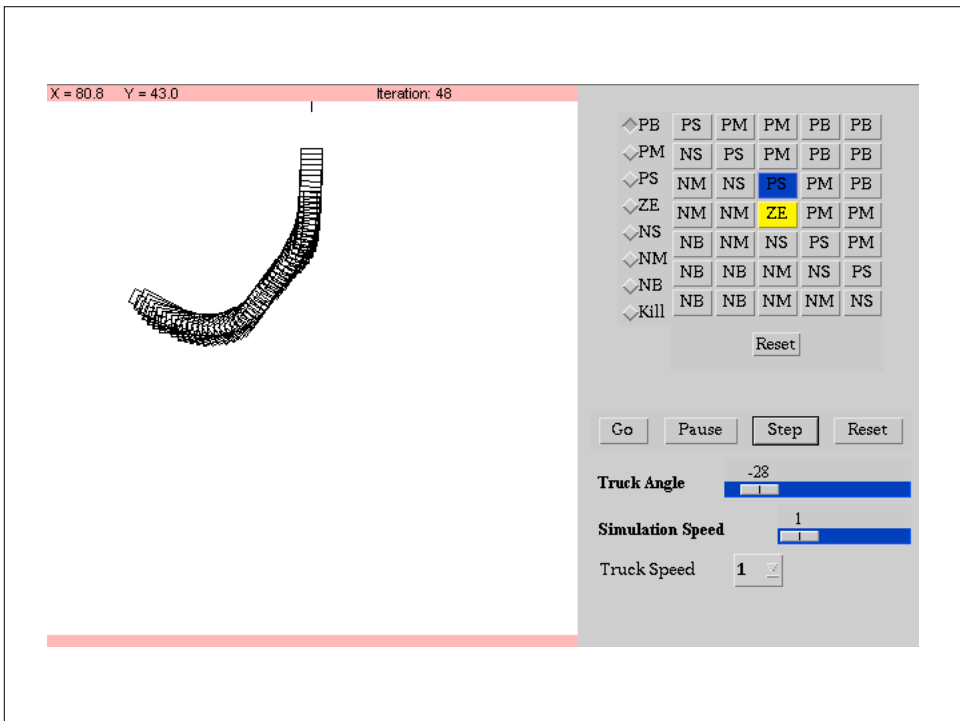 X = 80.8 Y = 43.0 Iteration: 48
PB PS PM PM PB PB
PM NS PS PM PB PB
PS NM NS PS PM PB
ZE NM NM ZE PM PM
NS NB NM NS PS PM
NM NB NB NM NS PS
NB NB NB NM NM NS
Kill
Reset
Go Pause Step Reset
-28
Truck Angle
1
Simulation Speed
Truck Speed 1